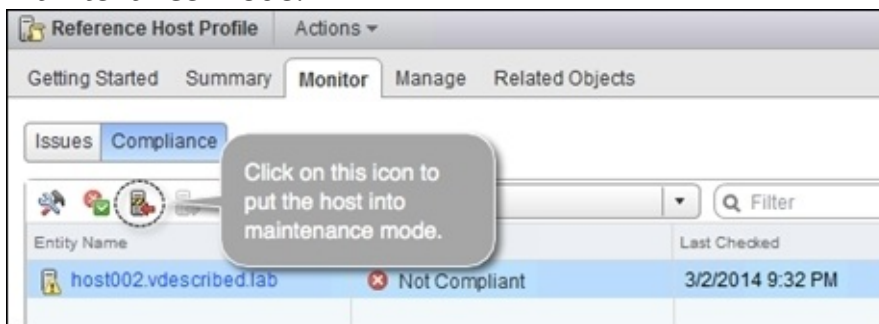 Reference Host Profile Actions
Getting Started Summary Monitor Manage Related Objects
Issues Compliance
Click on this icon to
put the host into
maintenance mode.
Filter
Entity Name Last Checked
host002.vdescribed.lab Not Compliant 3/2/2014 9:32 PM